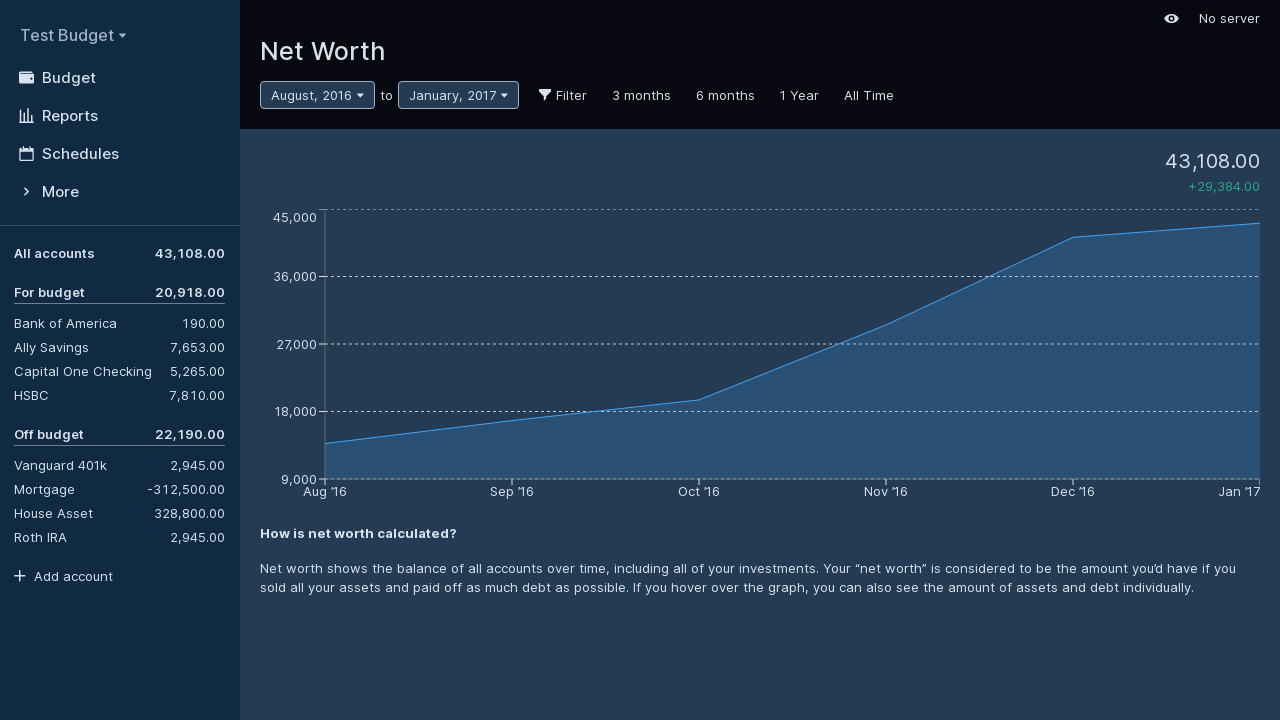 Test Budget
Budget
Reports
Schedules
More
All accounts 43,108.00
For budget 20,918.00
Bank of America 190.00
Ally Savings 7,653.00
Capital One Checking 5,265.00
HSBC 7,810.00
Off budget 22,190.00
Vanguard 401k 2,945.00
Mortgage -312,500.00
House Asset 328,800.00
Roth IRA 2,945.00
Add account
No server
Net Worth
August, 2016 to January, 2017 Filter 3 months 6 months 1 Year All Time
43,108.00
+29,384.00
45,000
36,000
27,000
18,000
9,000
Aug ‘16 Sep ‘16 Oct ‘16 Nov ‘16 Dec ‘16 Jan ‘17
How is net worth calculated?
Net worth shows the balance of all accounts over time, including all of your investments. Your “net worth” is considered to be the amount you’d have if you
sold all your assets and paid off as much debt as possible. If you hover over the graph, you can also see the amount of assets and debt individually.